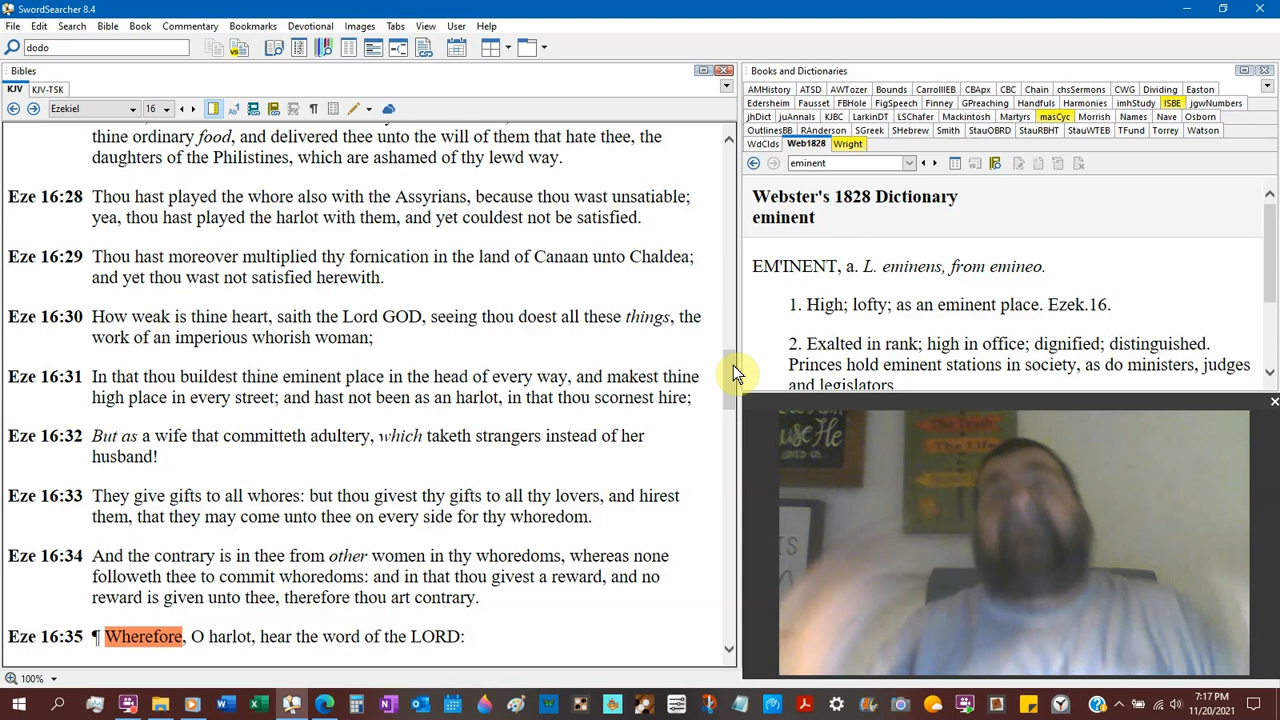 SwordSearcher 8.4
File Edit Search Bible Book Commentary Bookmarks Devotional Images Tabs View User Help
dodo
Bibles
KJV KJV-TSK
Ezekiel 16
thine ordinary food, and delivered thee unto the will of them that hate thee, the
daughters of the Philistines, which are ashamed of thy lewd way.
Eze 16:28 Thou hast played the whore also with the Assyrians, because thou wast unsatiable;
yea, thou hast played the harlot with them, and yet couldest not be satisfied.
Eze 16:29 Thou hast moreover multiplied thy fornication in the land of Canaan unto Chaldea;
and yet thou wast not satisfied herewith.
Eze 16:30 How weak is thine heart, saith the Lord GOD, seeing thou doest all these things, the
work of an imperious whorish woman;
Eze 16:31 In that thou buildest thine eminent place in the head of every way, and makest thine
high place in every street; and hast not been as an harlot, in that thou scornest hire;
Eze 16:32 But as a wife that committeth adultery, which taketh strangers instead of her
husband!
Eze 16:33 They give gifts to all whores: but thou givest thy gifts to all thy lovers, and hirest
them, that they may come unto thee on every side for thy whoredom.
Eze 16:34 And the contrary is in thee from other women in thy whoredoms, whereas none
followeth thee to commit whoredoms: and in that thou givest a reward, and no
reward is given unto thee, therefore thou art contrary.
Eze 16:35 ¶ Wherefore, O harlot, hear the word of the LORD:
100%
Books and Dictionaries
AMHistory ATSD AWTozer Bounds CarrollEB CBApx CBC Chain chsSermons CWG Dividing Easton
Edersheim Fausset FBHole FigSpeech Finney GPreaching Handfuls Harmonies imhStudy ISBE jgwNumbers
jhDict juAnnals KJBC LarkinDT LSChafer Mackintosh Martyrs masCyc Morrish Names Nave Osborn
OutlinesBB RAnderson SGreek SHebrew Smith StauOBRD StauRBHT StauWTEB TFund Torrey Watson
WdClds Web1828 Wright
eminent
Webster's 1828 Dictionary
eminent
EM'INENT, a. L. eminens, from emineo.
1. High; lofty; as an eminent place. Ezek.16.
2. Exalted in rank; high in office; dignified; distinguished.
Princes hold eminent stations in society, as do ministers, judges
and legislators.
use He
The Truth
The Life
7:17 PM
11/20/2021